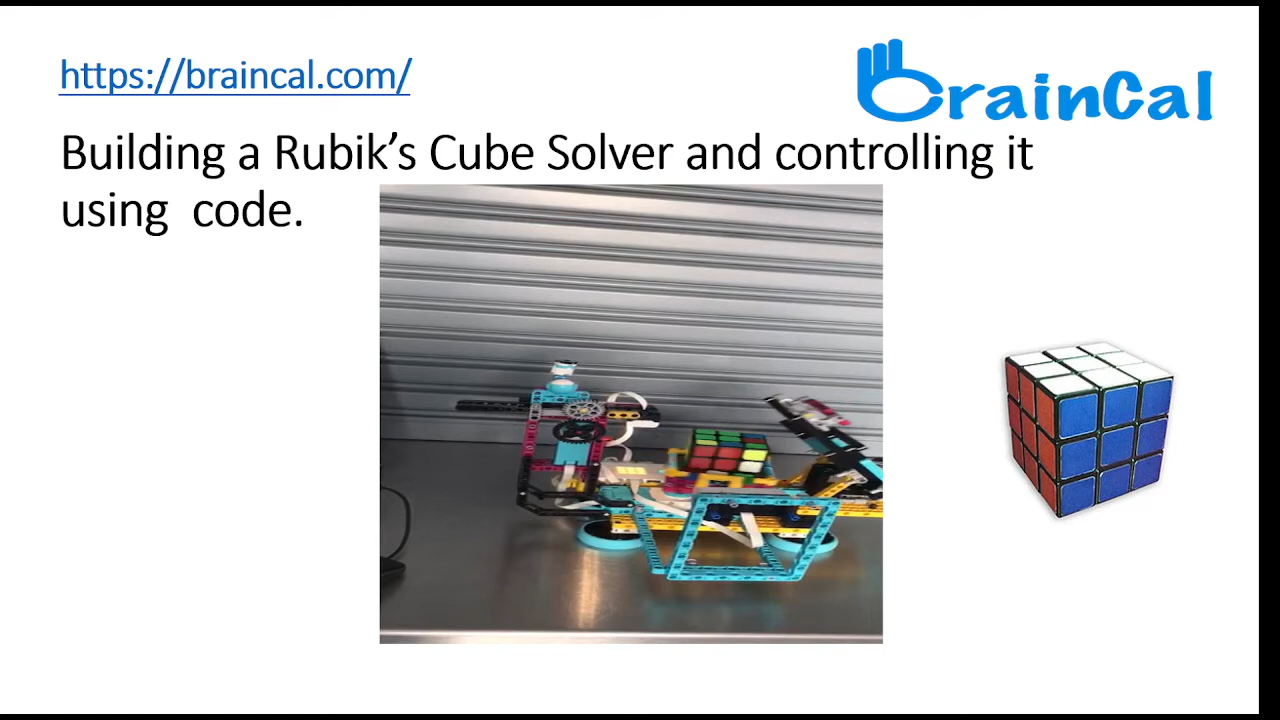 https://braincal.com/
BrainCal
Building a Rubik’s Cube Solver and controlling it
using  code.